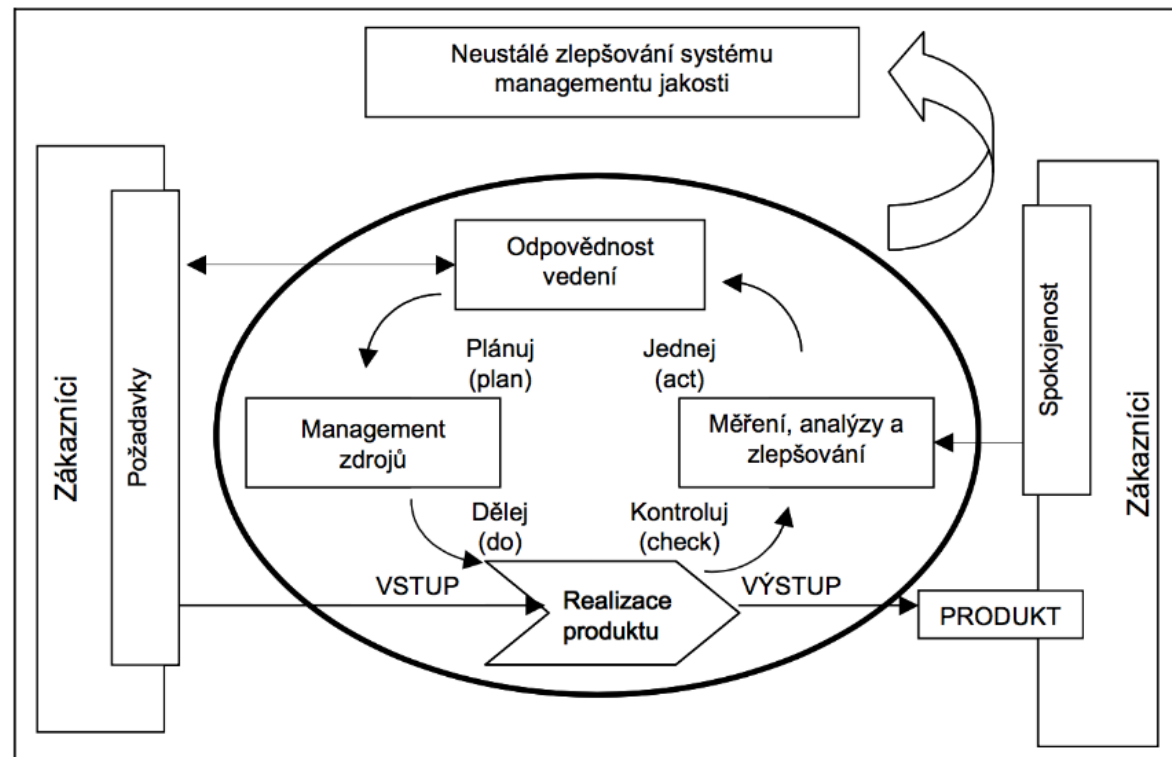 Neustálé zlepšování systému
managementu jakosti
Zákazníci
Požadavky
Odpovědnost
vedení
Plánuj
(plan)
Jednej
(act)
Management
zdrojů
Měření, analýzy a
zlepšování
Dělej
(do)
Kontroluj
(check)
VSTUP
Realizace
produktu
VÝSTUP
PRODUKT
Spokojenost
Zákazníci